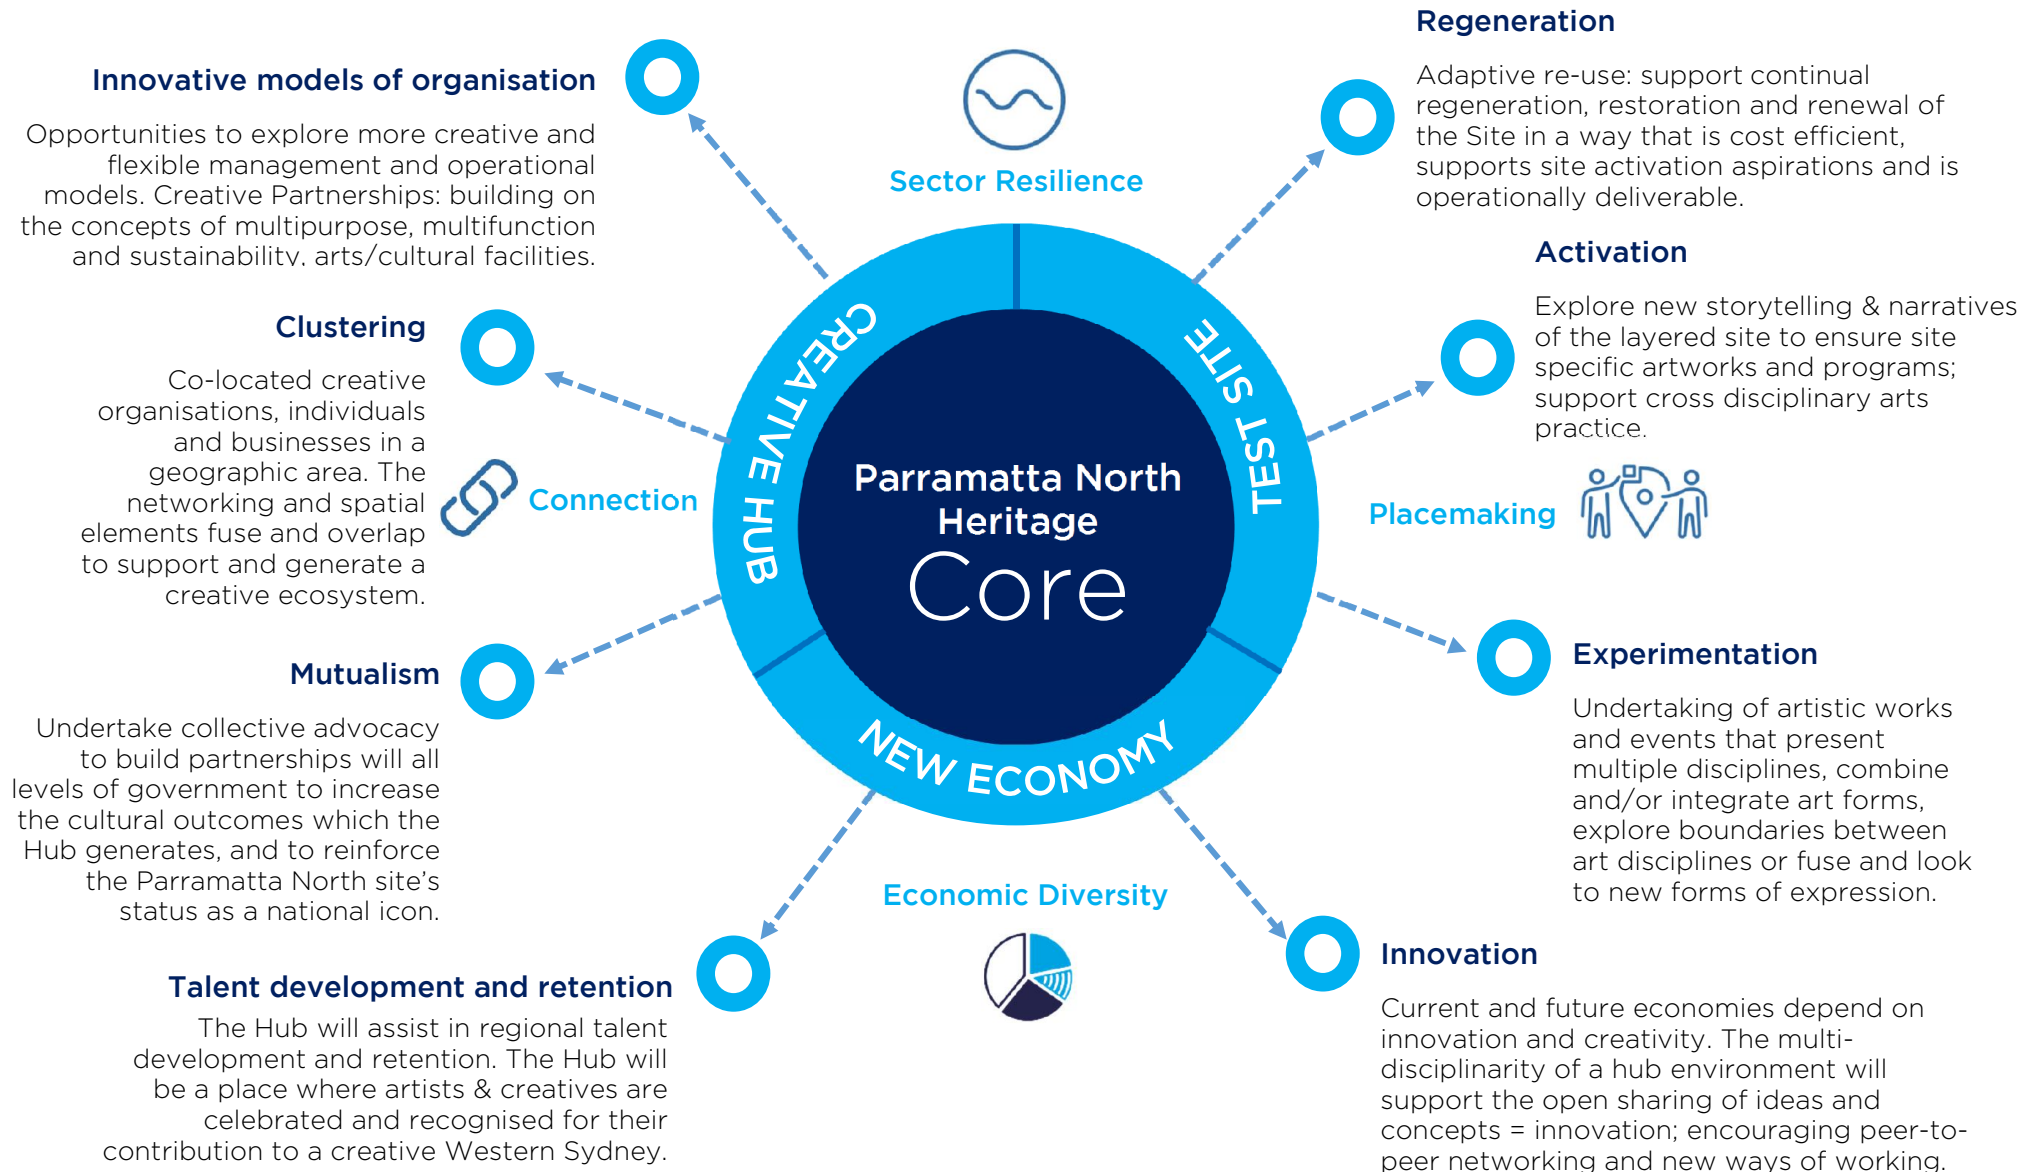 Innovative models of organisation
Opportunities to explore more creative and
flexible management and operational
models. Creative Partnerships: building on
the concepts of multipurpose, multifunction
and sustainability, arts/cultural facilities.
Clustering
Co-located creative
organisations, individuals
and businesses in a
geographic area. The
networking and spatial
elements fuse and overlap
to support and generate a
creative ecosystem.
Connection
Mutualism
Undertake collective advocacy
to build partnerships will all
levels of government to increase
the cultural outcomes which the
Hub generates, and to reinforce
the Parramatta North site's
status as a national icon.
Talent development and retention
The Hub will assist in regional talent
development and retention. The Hub will
be a place where artists & creatives are
celebrated and recognised for their
contribution to a creative Western Sydney.
Sector Resilience
CREATIVE HUB
TEST SITE
NEW ECONOMY
Parramatta North
Heritage
Core
Economic Diversity
Regeneration
Adaptive re-use: support continual
regeneration, restoration and renewal of
the Site in a way that is cost efficient,
supports site activation aspirations and is
operationally deliverable.
Activation
Explore new storytelling & narratives
of the layered site to ensure site
specific artworks and programs;
support cross disciplinary arts
practice.
Placemaking
Experimentation
Undertaking of artistic works
and events that present
multiple disciplines, combine
and/or integrate art forms,
explore boundaries between
art disciplines or fuse and look
to new forms of expression.
Innovation
Current and future economies depend on
innovation and creativity. The multi-
disciplinarity of a hub environment will
support the open sharing of ideas and
concepts = innovation; encouraging peer-to-
peer networking and new ways of working.